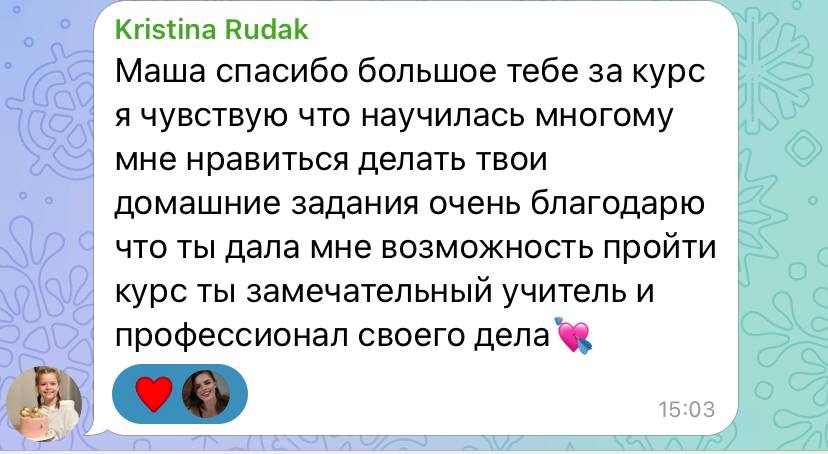 Kristina Rudak
Маша спасибо большое тебе за курс
я чувствую что научилась многому
мне нравиться делать твои
домашние задания очень благодарю
что ты дала мне возможность пройти
курс ты замечательный учитель и
профессионал своего дела💘
15:03